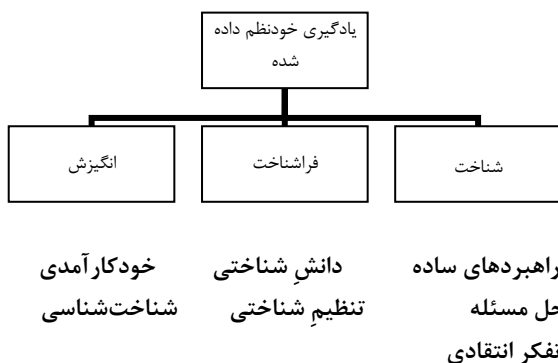 یادگیری خودنظم داده
شده
شناخت
فراشناخت
انگیزش
راهبردهای ساده
حل مسئله
تفکر انتقادی
دانشِ شناختی
تنظیمِ شناختی
خودکارآمدی
شناخت‌شناسی